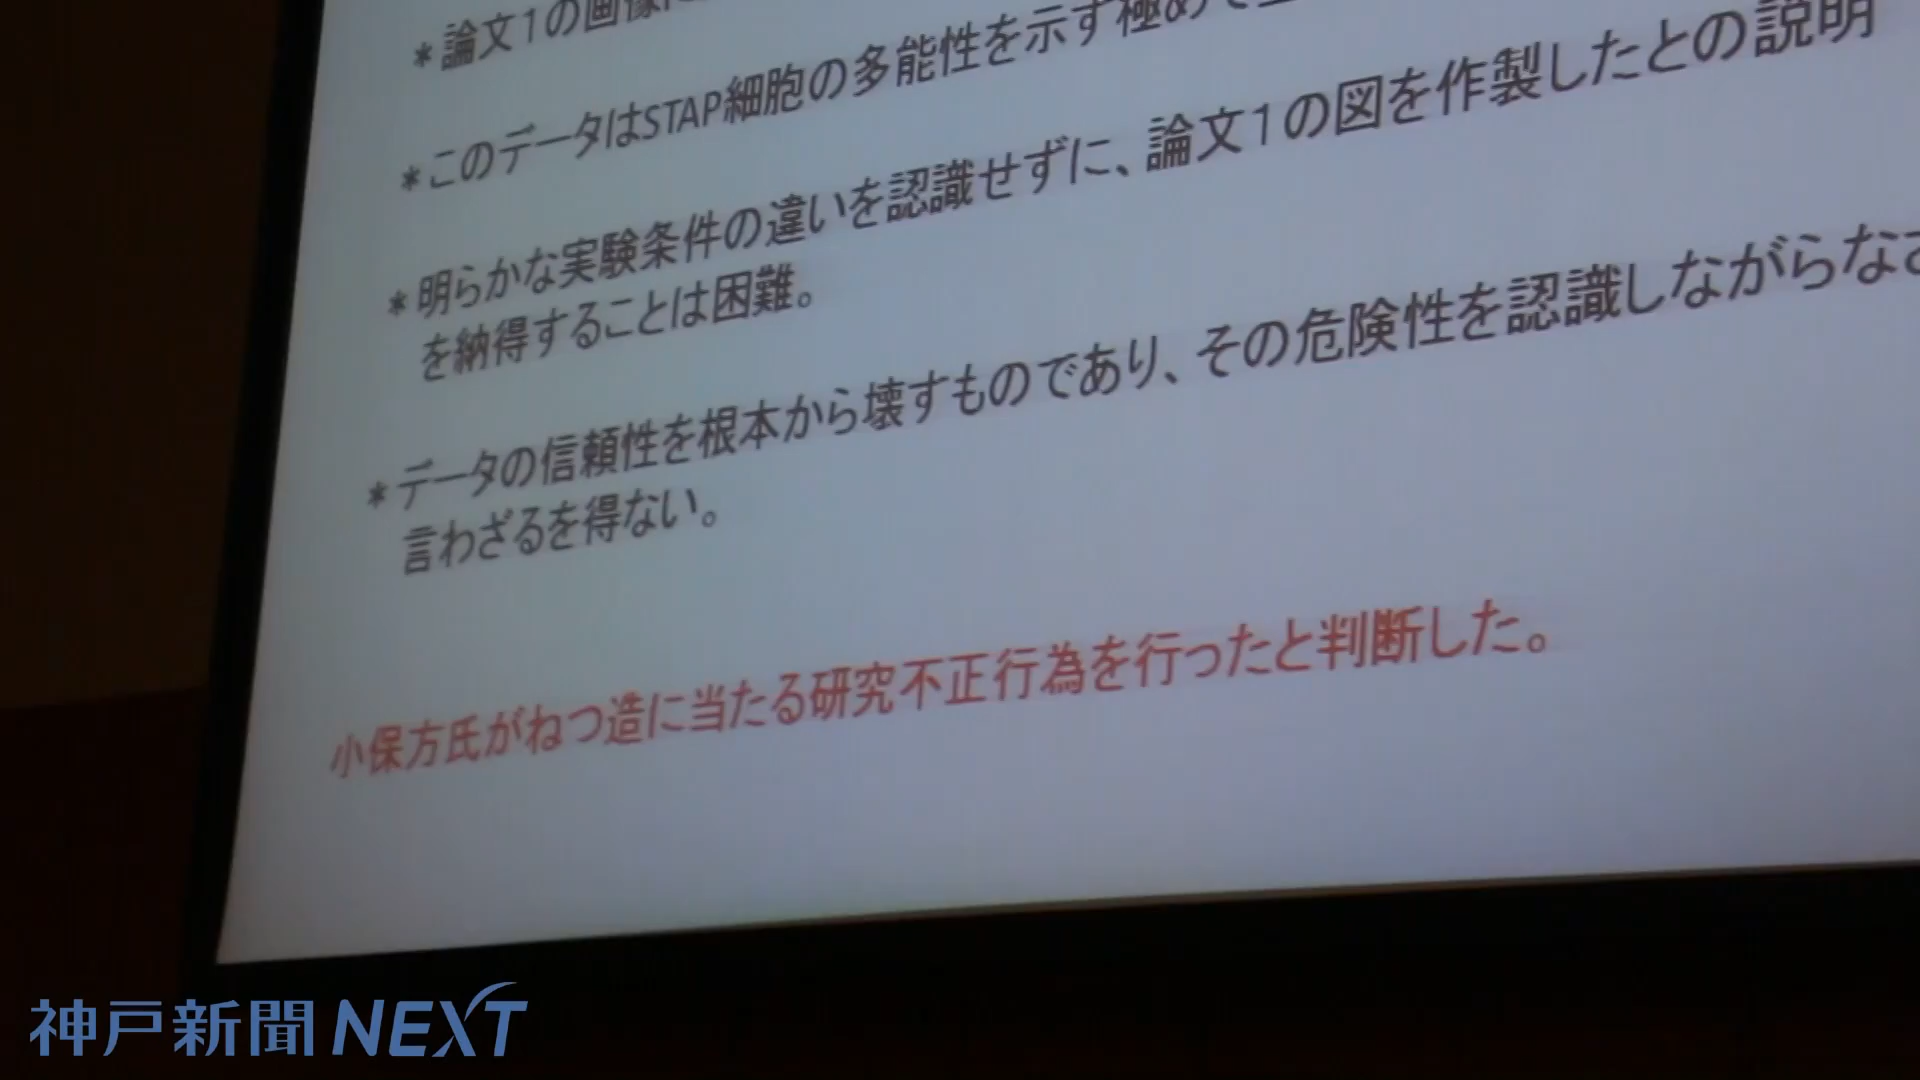 ＊論文1の画像
＊このデータはSTAP細胞の多能性を示す極めて
＊明らかな実験条件の違いを認識せずに、論文1の図を作製したとの説明
を納得することは困難。
＊データの信頼性を根本から壊すものであり、その危険性を認識しながらなさ
言わざるを得ない。
小保方氏がねつ造に当たる研究不正行為を行ったと判断した。
神戸新聞NEXT